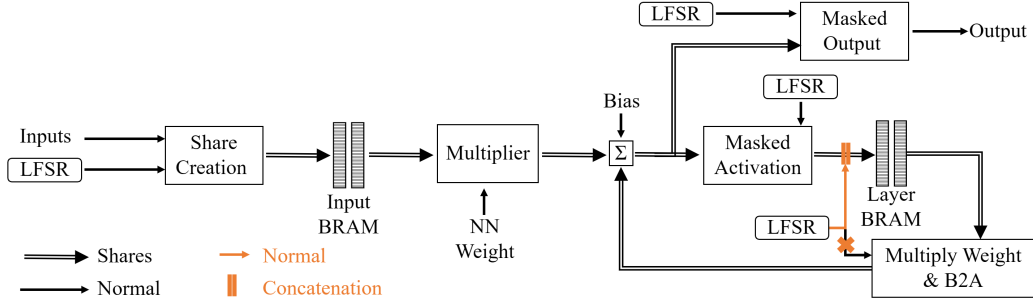 LFSR
Masked
Output
Output
Inputs
LFSR
Share
Creation
Input
BRAM
Multiplier
NN
Weight
Bias
Σ
LFSR
Masked
Activation
Layer
BRAM
LFSR
Multiply Weight
& B2A
Shares
Normal
Normal
Concatenation